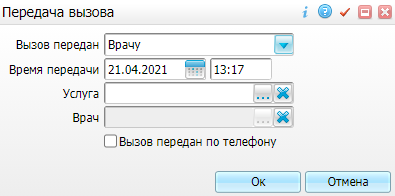 Передача вызова
Вызов передан Врачу
Время передачи 21.04.2021 13:17
Услуга ...
Врач ...
Вызов передан по телефону
Ок Отмена